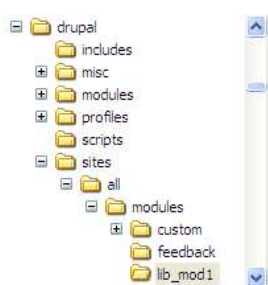 drupal
includes
misc
modules
profiles
scripts
sites
all
modules
custom
feedback
lib_mod1